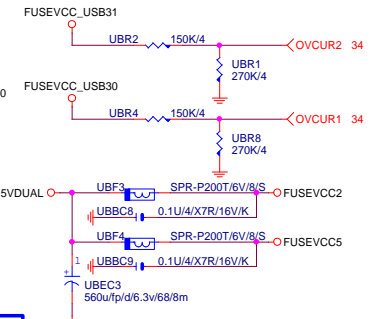 FUSEVCC_USB31
UBR2 150K/4 OVCUR2 34
UBR1
270K/4
0 FUSEVCC_USB30
UBR4 150K/4 OVCUR1 34
UBR8
270K/4
5VDUAL UBF3 SPR-P200T/6V/8/S FUSEVCC2
UBBC8 0.1U/4/X7R/16V/K
UBF4 SPR-P200T/6V/8/S FUSEVCC5
UBBC9 0.1U/4/X7R/16V/K
1
+
UBEC3
560u/fp/d/6.3v/68/8m